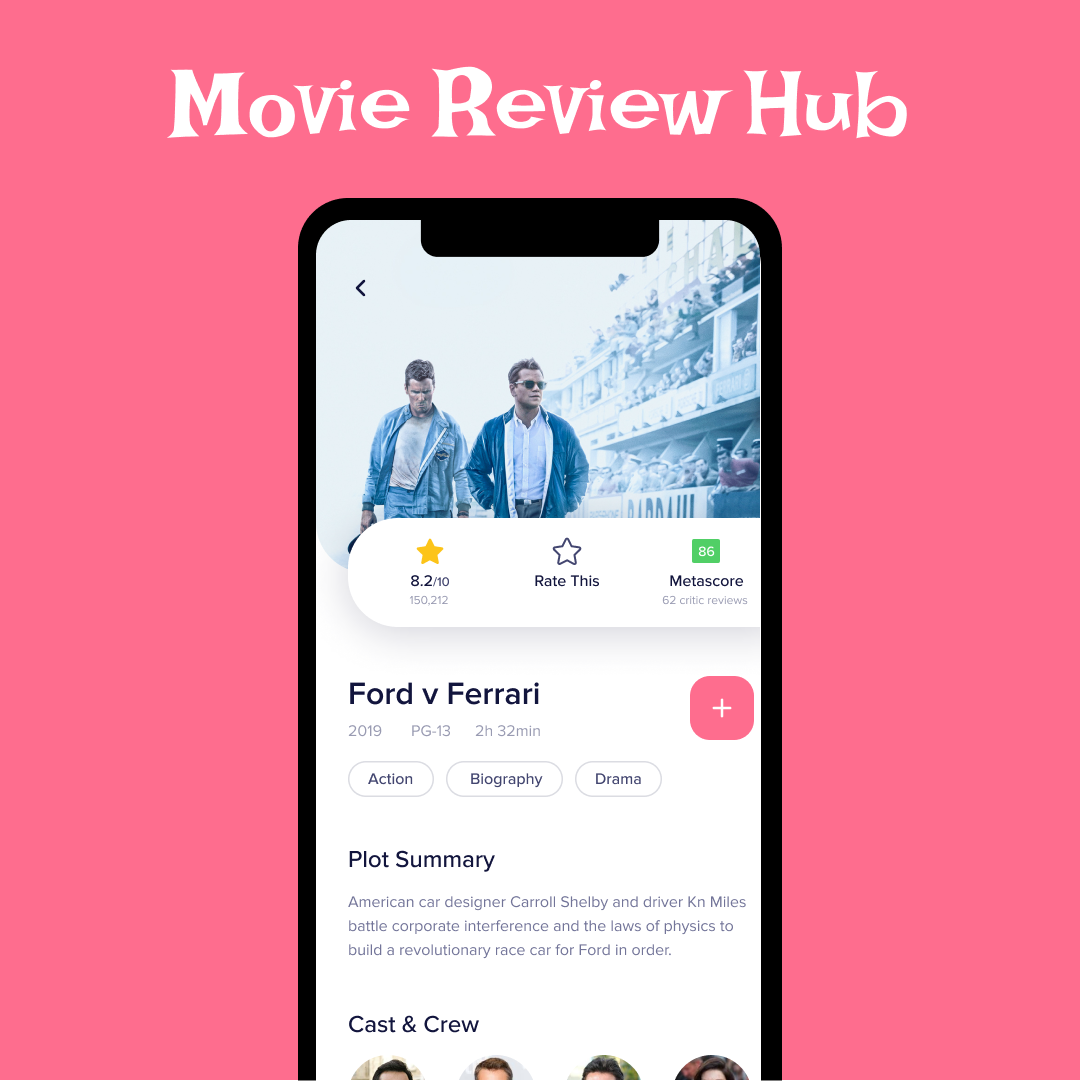 Movie Review Hub
8.2/10
150,212
Rate This
86
Metascore
62 critic reviews
Ford v Ferrari
2019 PG-13 2h 32min
Action Biography Drama
Plot Summary
American car designer Carroll Shelby and driver Kn Miles
battle corporate interference and the laws of physics to
build a revolutionary race car for Ford in order.
Cast & Crew